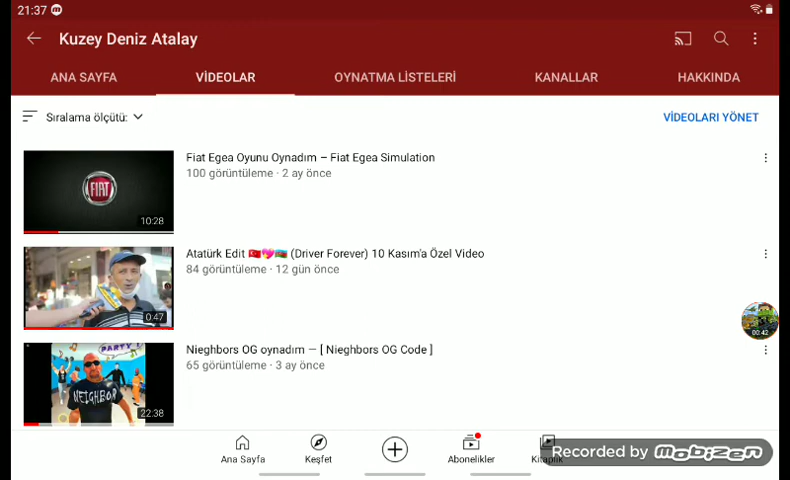 21:37
Kuzey Deniz Atalay
ANA SAYFA VİDEOLAR OYNATMA LİSTELERİ KANALLAR HAKKINDA
Sıralama ölçütü: VİDEOLARI YÖNET
FIAT
10:28
Fiat Egea Oyunu Oynadım – Fiat Egea Simulation
100 görüntüleme · 2 ay önce
0:47
Atatürk Edit 🇹🇷💖🇦🇿 (Driver Forever) 10 Kasım'a Özel Video
84 görüntüleme · 12 gün önce
00:42
PARTY!
NEIGHBOR
22:38
Nieghbors OG oynadım — [ Nieghbors OG Code ]
65 görüntüleme · 3 ay önce
Ana Sayfa Keşfet Abonelikler Kitaplık
Recorded by mobizen